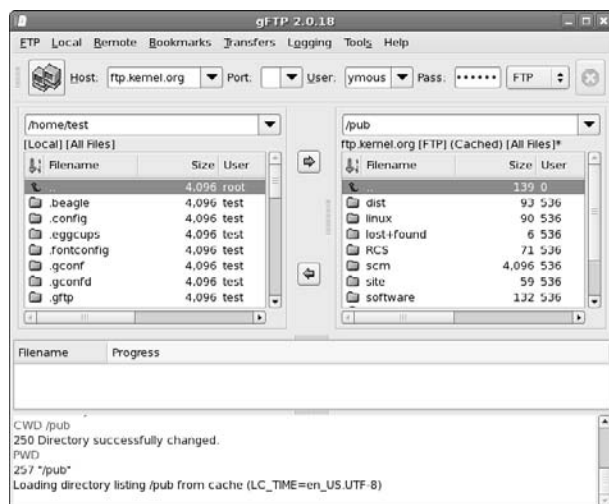 gFTP 2.0.18
FTP Local Remote Bookmarks Transfers Logging Tools Help
Host: ftp.kernel.org Port: User: ymous Pass: •••••• FTP
/home/test
[Local] [All Files]
Filename Size User
.. 4,096 root
.beagle 4,096 test
.config 4,096 test
.eggcups 4,096 test
.fontconfig 4,096 test
.gconf 4,096 test
.gconfd 4,096 test
.gftp 4,096 test
/pub
ftp.kernel.org [FTP] (Cached) [All Files]*
Filename Size User
.. 139 0
dist 93 536
linux 90 536
lost+found 6 536
RCS 71 536
scm 4,096 536
site 59 536
software 132 536
Filename Progress
CWD /pub
250 Directory successfully changed.
PWD
257 "/pub"
Loading directory listing /pub from cache (LC_TIME=en_US.UTF-8)